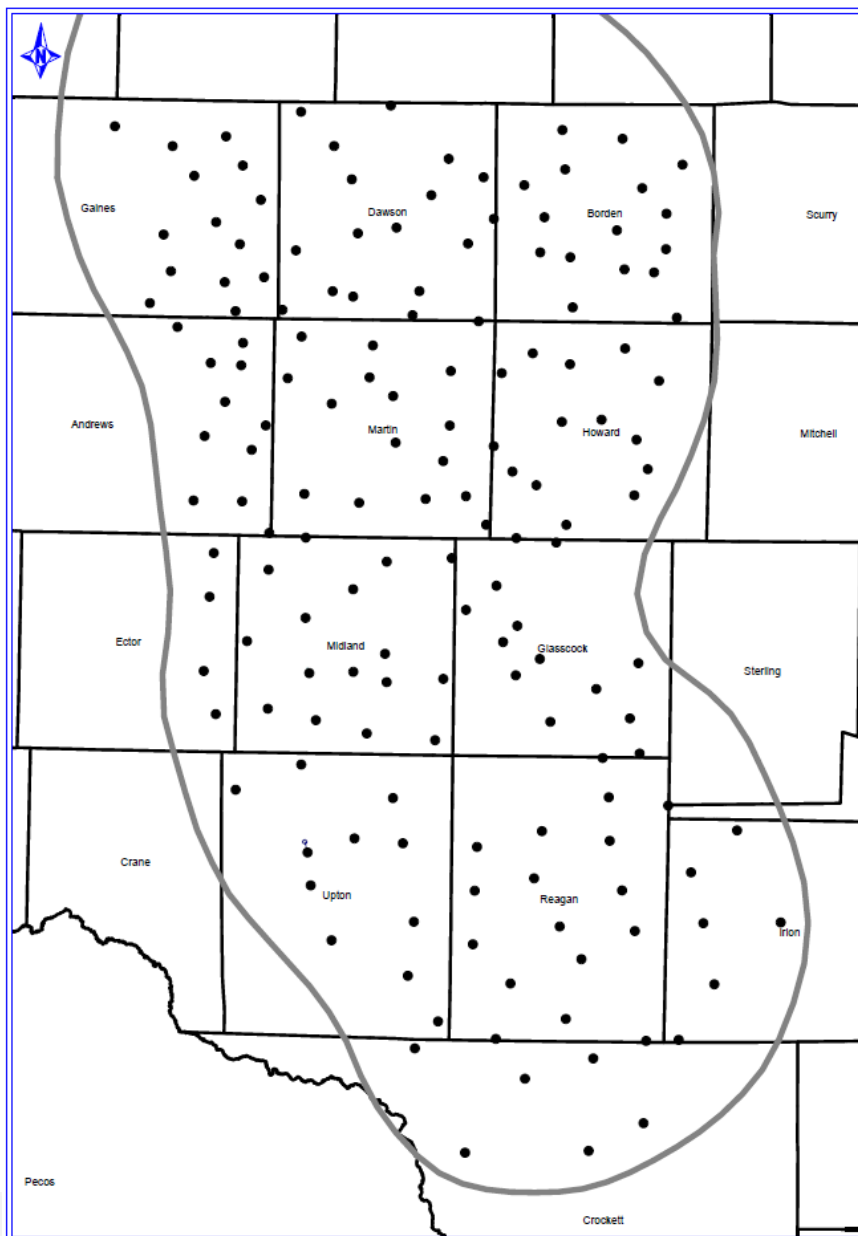 N
Gaines
Dawson
Borden
Scurry
Andrews
Martin
Howard
Mitchell
Ector
Midland
Glasscock
Sterling
Crane
Upton
Reagan
Irion
Pecos
Crockett